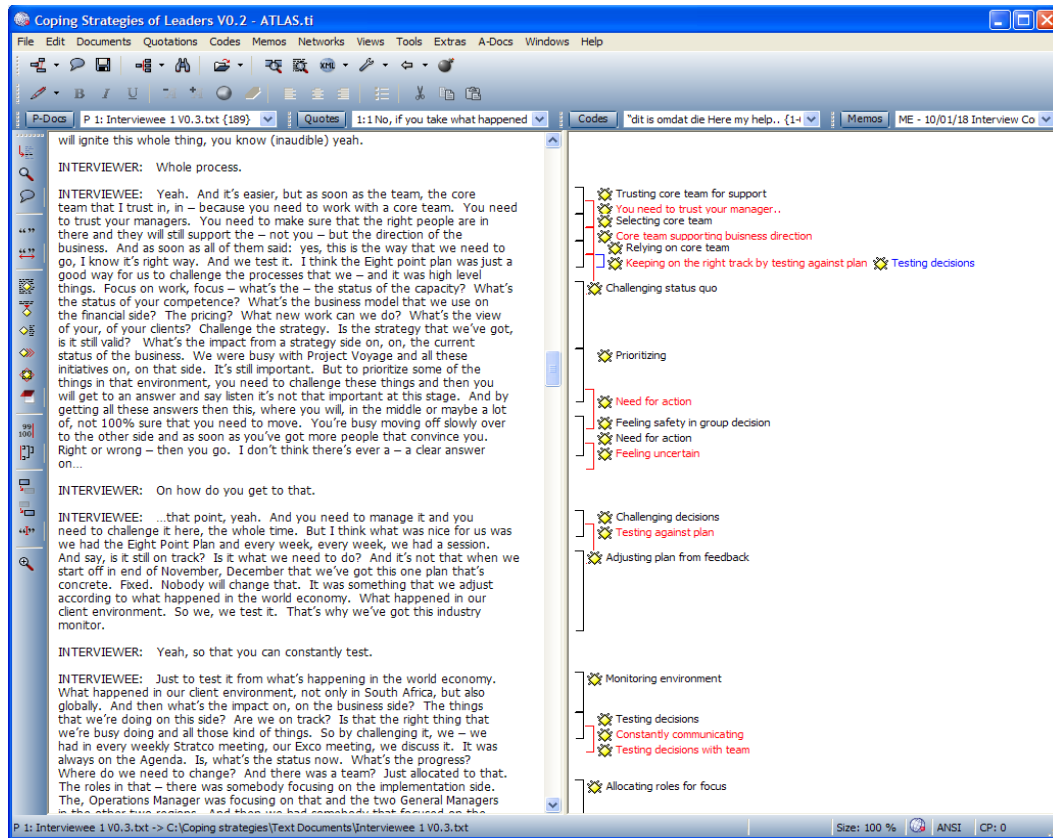 Coping Strategies of Leaders V0.2 - ATLAS.ti
File Edit Documents Quotations Codes Memos Networks Views Tools Extras A-Docs Windows Help
XML
B I U
P-Docs P 1: Interviewee 1 V0.3.txt {189} Quotes 1:1 No, if you take what happened Codes "dit is omdat die Here my help.. {1- Memos ME - 10/01/18 Interview Co
will ignite this whole thing, you know (inaudible) yeah.
INTERVIEWER: Whole process.
INTERVIEWEE: Yeah. And it's easier, but as soon as the team, the core
team that I trust in, in – because you need to work with a core team. You need
to trust your managers. You need to make sure that the right people are in
there and they will still support the – not you – but the direction of the
business. And as soon as all of them said: yes, this is the way that we need to
go, I know it's right way. And we test it. I think the Eight point plan was just a
good way for us to challenge the processes that we – and it was high level
things. Focus on work, focus – what's the – the status of the capacity? What's
the status of your competence? What's the business model that we use on
the financial side? The pricing? What new work can we do? What's the view
of your, of your clients? Challenge the strategy. Is the strategy that we've got,
is it still valid? What's the impact from a strategy side on, on, the current
status of the business. We were busy with Project Voyage and all these
initiatives on, on that side. It's still important. But to prioritize some of the
things in that environment, you need to challenge these things and then you
will get to an answer and say listen it's not that important at this stage. And by
getting all these answers then this, where you will, in the middle or maybe a lot
of, not 100% sure that you need to move. You're busy moving off slowly over
to the other side and as soon as you've got more people that convince you.
Right or wrong – then you go. I don't think there's ever a – a clear answer
on…
INTERVIEWER: On how do you get to that.
INTERVIEWEE: …that point, yeah. And you need to manage it and you
need to challenge it here, the whole time. But I think what was nice for us was
we had the Eight Point Plan and every week, every week, we had a session.
And say, is it still on track? Is it what we need to do? And it's not that when we
start off in end of November, December that we've got this one plan that's
concrete. Fixed. Nobody will change that. It was something that we adjust
according to what happened in the world economy. What happened in our
client environment. So we, we test it. That's why we've got this industry
monitor.
INTERVIEWER: Yeah, so that you can constantly test.
INTERVIEWEE: Just to test it from what's happening in the world economy.
What happened in our client environment, not only in South Africa, but also
globally. And then what's the impact on, on the business side? The things
that we're doing on this side? Are we on track? Is that the right thing that
we're busy doing and all those kind of things. So by challenging it, we – we
had in every weekly Stratco meeting, our Exco meeting, we discuss it. It was
always on the Agenda. Is, what's the status now. What's the progress?
Where do we need to change? And there was a team? Just allocated to that.
The roles in that – there was somebody focusing on the implementation side.
The, Operations Manager was focusing on that and the two General Managers
in the other two regions. And then we had somebody that focused on the
Trusting core team for support
You need to trust your manager..
Selecting core team
Core team supporting buisness direction
Relying on core team
Keeping on the right track by testing against plan Testing decisions
Challenging status quo
Prioritizing
Need for action
Feeling safety in group decision
Need for action
Feeling uncertain
Challenging decisions
Testing against plan
Adjusting plan from feedback
Monitoring environment
Testing decisions
Constantly communicating
Testing decisions with team
Allocating roles for focus
P 1: Interviewee 1 V0.3.txt -> C:\Coping strategies\Text Documents\Interviewee 1 V0.3.txt Size: 100 % ANSI CP: 0